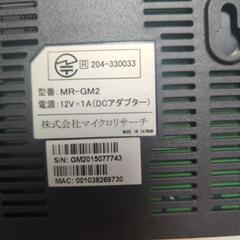 R 204-330033
型番: MR-GM2
電源: 12V⎓1A(DCアダプター)
株式会社マイクロリサーチ
MADE IN TAIWAN
S/N: GM2015077743
MAC: 001038269730